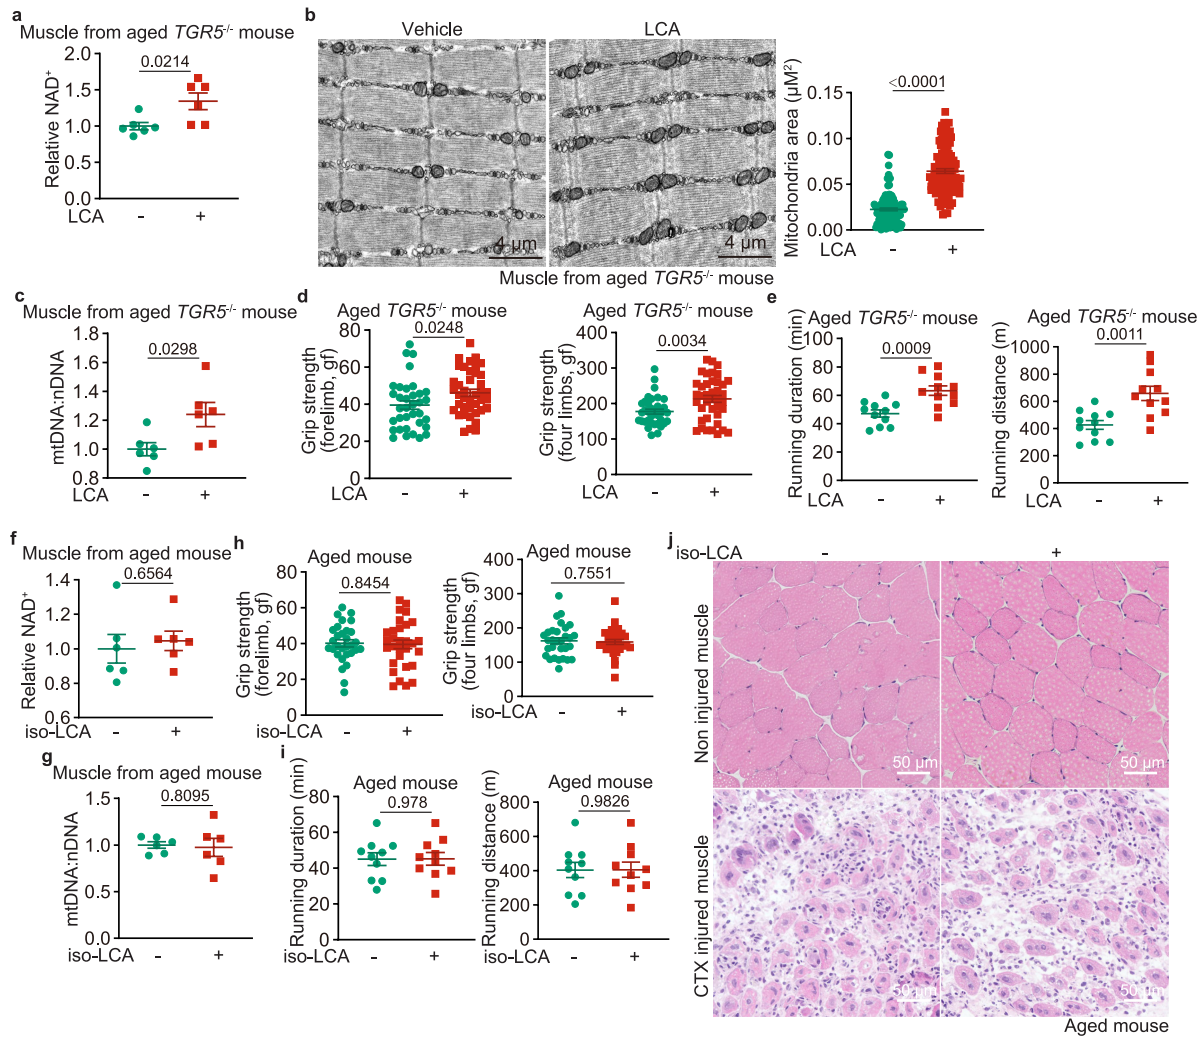 a
Muscle from aged TGR5-/- mouse
Relative NAD+
2.0
1.5
1.0
0.5
0.0
0.0214
LCA
-
+
b
Vehicle
LCA
4 µm
4 µm
Muscle from aged TGR5-/- mouse
Mitochondria area (µM²)
0.15
0.10
0.05
0.00
<0.0001
LCA
-
+
c
Muscle from aged TGR5-/- mouse
mtDNA:nDNA
1.8
1.6
1.4
1.2
1.0
0.8
0.0298
LCA
-
+
d
Aged TGR5-/- mouse
Grip strength
(forelimb, gf)
80
60
40
20
0
0.0248
LCA
-
+
Aged TGR5-/- mouse
Grip strength
(four limbs, gf)
400
300
200
100
0
0.0034
LCA
-
+
e
Aged TGR5-/- mouse
Running duration (min)
100
80
60
40
20
0
0.0009
LCA
-
+
Aged TGR5-/- mouse
Running distance (m)
1000
800
600
400
200
0
0.0011
LCA
-
+
f
Muscle from aged mouse
Relative NAD+
1.4
1.2
1.0
0.8
0.6
0.6564
iso-LCA
-
+
g
Muscle from aged mouse
mtDNA:nDNA
1.5
1.0
0.5
0.0
0.8095
iso-LCA
-
+
h
Aged mouse
Grip strength
(forelimb, gf)
80
60
40
20
0
0.8454
iso-LCA
-
+
Aged mouse
Grip strength
(four limbs, gf)
400
300
200
100
0
0.7551
-
+
i
Aged mouse
Running duration (min)
80
60
40
20
0
0.978
iso-LCA
-
+
Aged mouse
Running distance (m)
800
600
400
200
0
0.9826
-
+
j
iso-LCA
-
+
Non injured muscle
50 µm
50 µm
CTX injured muscle
50 µm
50 µm
Aged mouse